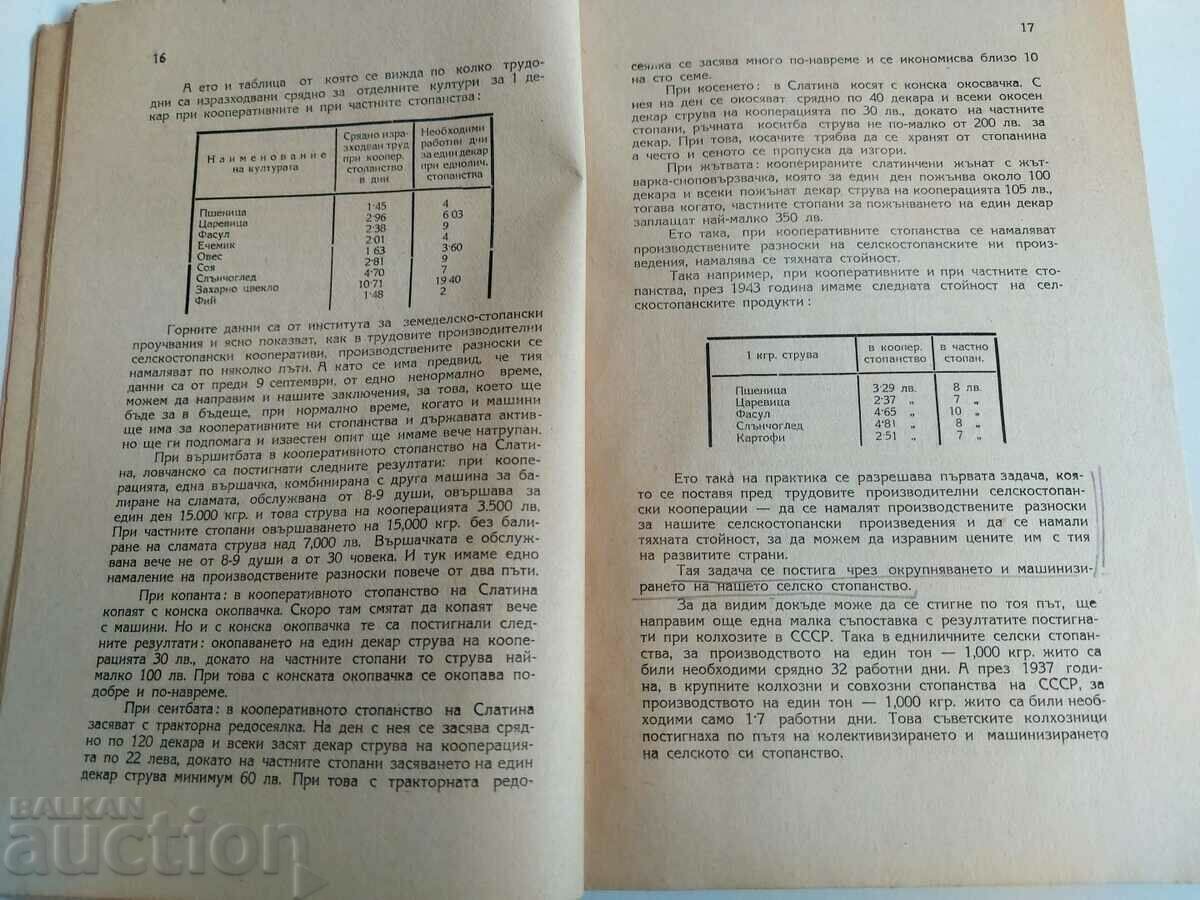 16
А ето и таблица от която се вижда по колко трудо-
дни са изразходвани срядно за отделните култури за 1 де-
кар при кооперативните и при частните стопанства:
Наименование на културата | Срядно изра-зходван труд при коопер. стопанство в дни | Необходими работни дни за един декар при еднолич. стопанства
Пшеница 1·45 4
Царевица 2·96 6 03
Фасул 2·38 9
Ечемик 2·01 4
Овес 1 63 3·60
Соя 2·81 9
Слънчоглед 4·70 7
Захарно цвекло 10·71 19 40
Фий 1·48 2
Горните данни са от института за земеделско-стопански
проучвания и ясно показват, как в трудовите производителни
селскостопански кооперативи, производствените разноски се
намаляват по няколко пъти. А като се има предвид, че тия
данни са от преди 9 септември, от едно ненормално време,
можем да направим и нашите заключения, за това, което ще
бъде за в бъдеще, при нормално време, когато и машини
ще има за кооперативните ни стопанства и държавата актив-
но ще ги подпомага и известен опит ще имаме вече натрупан.
При вършитбата в кооперативното стопанство на Слати-
на, ловчанско са постигнати следните резултати: при коопе-
рацията, една вършачка, комбинирана с друга машина за ба-
лиране на сламата, обслужвана от 8-9 души, овършава за
един ден 15.000 кгр. и това струва на кооперацията 3.500 лв.
При частните стопани овършаването на 15,000 кгр. без бали-
ране на сламата струва над 7,000 лв. Вършачката е обслуж-
вана вече не от 8-9 души а от 30 човека. И тук имаме едно
намаление на производствените разноски повече от два пъти.
При копанта: в кооперативното стопанство на Слатина
копаят с конска окопвачка. Скоро там смятат да копаят вече
с машини. Но и с конска окопвачка те са постигнали след-
ните резултати: окопаването на един декар струва на коопе-
рацията 30 лв., докато на частните стопани то струва най-
малко 100 лв. При това с конската окопвачка се окопава по-
добре и по-навреме.
При сеитбата: в кооперативното стопанство на Слатина
засяват с тракторна редосеялка. На ден с нея се засява сряд-
но по 120 декара и всеки засят декар струва на кооперация-
та по 22 лева, докато на частните стопани засяването на един
декар струва минимум 60 лв. При това с тракторната редо-
17
сеялка се засява много по-навреме и се икономисва близо 10
на сто семе.
При косенето: в Слатина косят с конска окосвачка. С
нея на ден се окосяват срядно по 40 декара и всеки окосен
декар струва на кооперацията по 30 лв., докато на частните
стопани, ръчната коситба струва не по-малко от 200 лв. за
декар. При това, косачите трябва да се хранят от стопанина
а често и сеното се пропуска да изгори.
При жътвата: кооперираните слатинчени жънат с жът-
варка-сноповързвачка, която за един ден пожънва около 100
декара и всеки пожънат декар струва на кооперацията 105 лв.,
тогава когато, частните стопани за пожънването на един декар
заплащат най-малко 350 лв.
Ето така, при кооперативните стопанства се намаляват
производствените разноски на селскостопанските ни произ-
ведения, намалява се тяхната стойност.
Така например, при кооперативните и при частните сто-
панства, през 1943 година имаме следната стойност на сел-
скостопанските продукти:
1 кгр. струва | в коопер. стопанство | в частно стопан.
Пшеница 3·29 лв. 8 лв.
Царевица 2·37 „ 7 „
Фасул 4·65 „ 10 „
Слънчоглед 4·81 „ 8 „
Картофи 2·51 „ 7 „
Ето така на практика се разрешава първата задача, коя-
то се поставя пред трудовите производителни селскостопан-
ски кооперации — да се намалят производствените разноски
за нашите селскостопански произведения и да се намали
тяхната стойност, за да можем да изравним цените им с тия
на развитите страни.
Тая задача се постига чрез окрупняването и машинизи-
рането на нашето селско стопанство.
За да видим докъде може да се стигне по тоя път, ще
направим още една малка съпоставка с резултатите постигна-
ти при колхозите в СССР. Така в едниличните селски стопан-
ства, за производството на един тон — 1,000 кгр. жито са
били необходими срядно 32 работни дни. А през 1937 годи-
на, в крупните колхозни и совхозни стопанства на СССР, за
производството на един тон — 1,000 кгр. жито са били необ-
ходими само 1·7 работни дни. Това съветските колхозници
постигнаха по пътя на колективизирането и машинизирането
на селското си стопанство.
BALKAN
auction